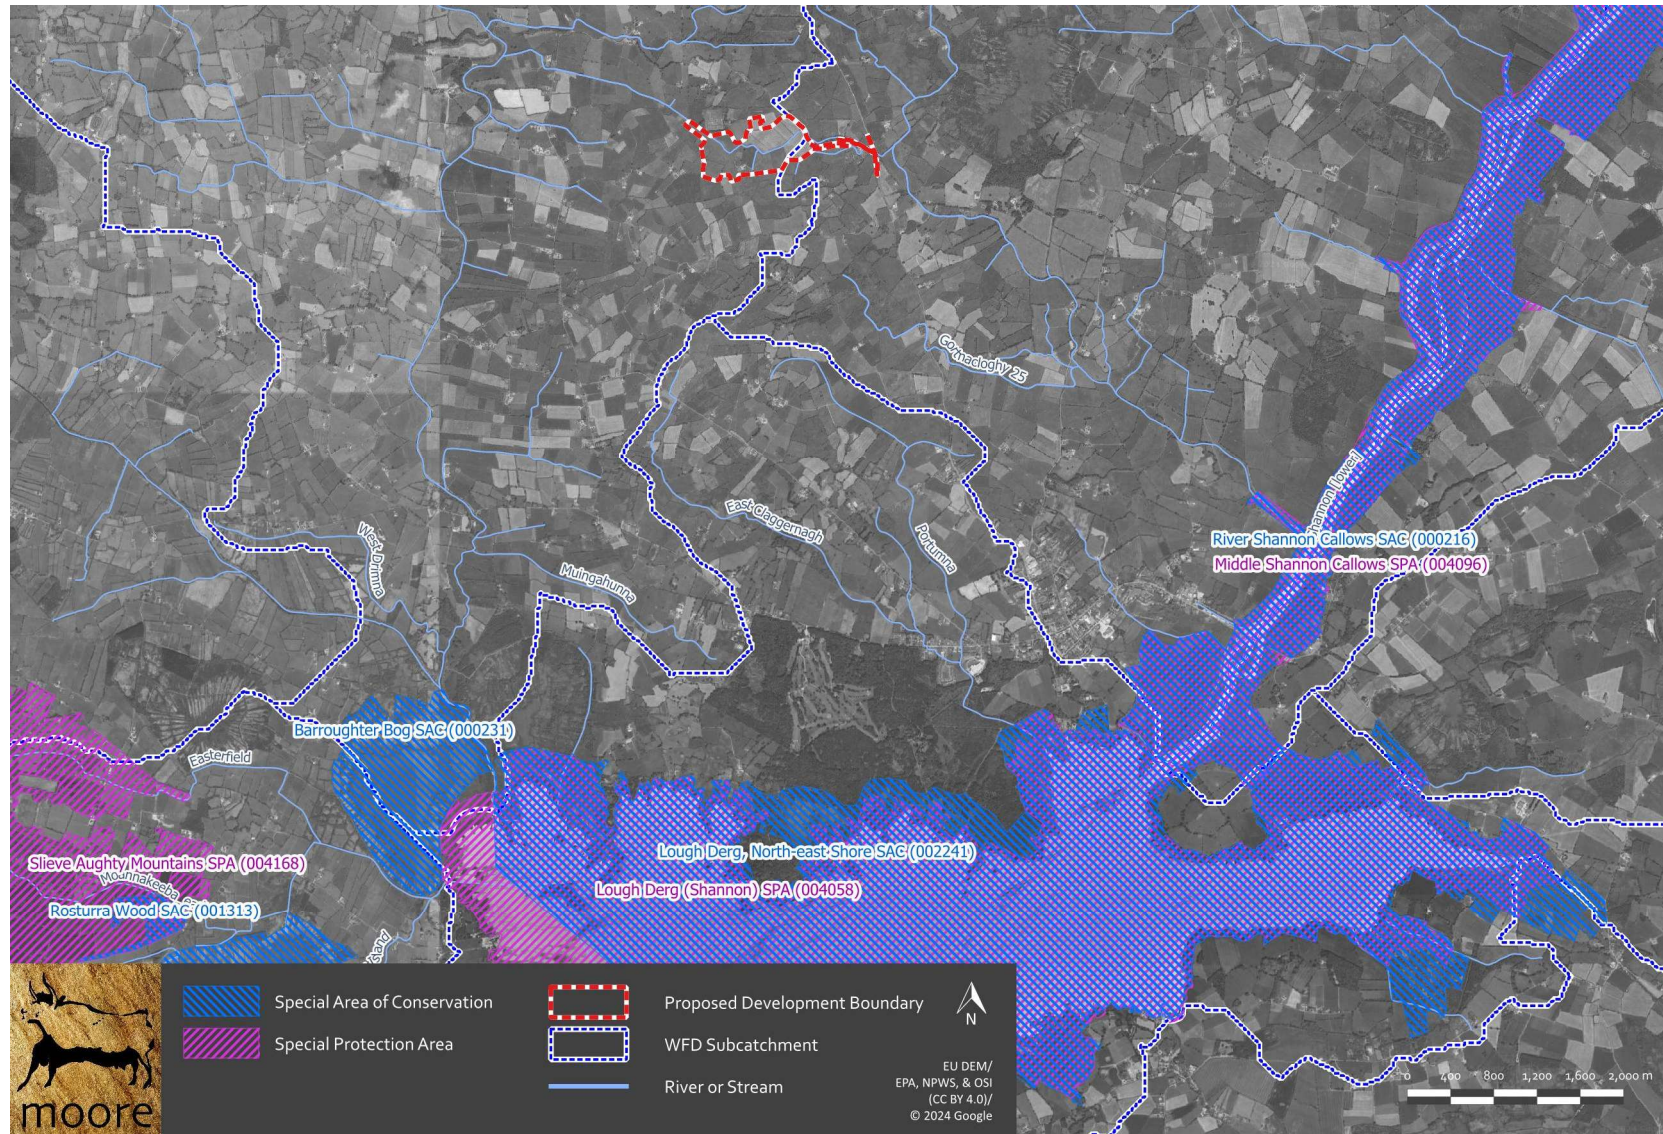 Cormacloghy 25
Shannon [lower]
River Shannon Callows SAC (000216)
Middle Shannon Callows SPA (004096)
East Claggernagh
Portumna
West Drimna
Muingahunna
Barroughter Bog SAC (000231)
Easterfield
Slieve Aughty Mountains SPA (004168)
Rosturra Wood SAC (001313)
Lough Derg, North-east Shore SAC (002241)
Lough Derg (Shannon) SPA (004058)
moore
Special Area of Conservation
Special Protection Area
Proposed Development Boundary
WFD Subcatchment
River or Stream
N
EU DEM/
EPA, NPWS, & OSI
(CC BY 4.0)/
© 2024 Google
0 400 800 1,200 1,600 2,000 m